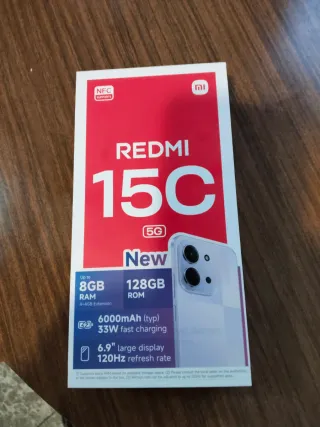 NFC
mi
REDMI
15C
5G
New
Up to
8GB
RAM
128GB
ROM
6000mAh (typ)
33W fast charging
6.9" large display
120Hz refresh rate